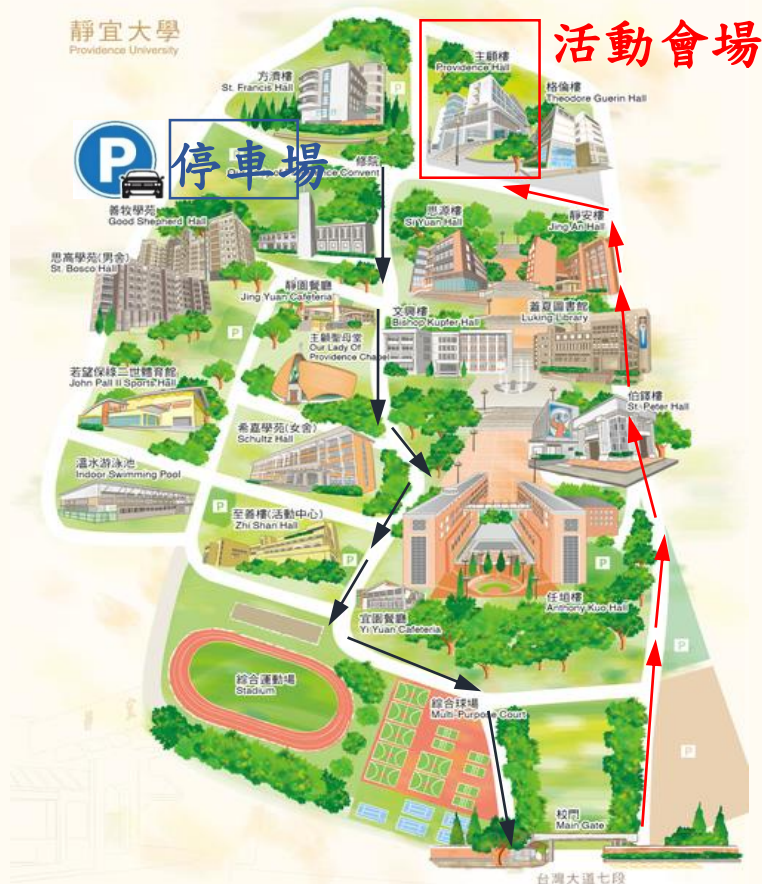 靜宜大學
Providence University
活動會場
主顧樓
Providence Hall
方濟樓
St. Francis Hall
格倫樓
Theodore Guerin Hall
P
P
停車場
修院
ence Convent
善牧學苑
Good Shepherd Hall
思源樓
Si Yuan Hall
靜安樓
Jing An Hall
思高學苑(男舍)
St. Bosco Hall
靜園餐廳
Jing Yuan Cafeteria
文興樓
Bishop Kupfer Hall
蓋夏圖書館
Luking Library
P
主顧聖母堂
Our Lady Of
Providence Chapel
若望保祿二世體育館
John Pall II Sports Hall
伯鐸樓
St. Peter Hall
希嘉學苑(女舍)
Schultz Hall
溫水游泳池
Indoor Swimming Pool
P
至善樓(活動中心)
Zhi Shan Hall
P
P
任垣樓
Anthony Kuo Hall
宜園餐廳
Yi Yuan Cafeteria
P
綜合運動場
Stadium
綜合球場
Multi-Purpose Court
P
校門
Main Gate
台灣大道七段